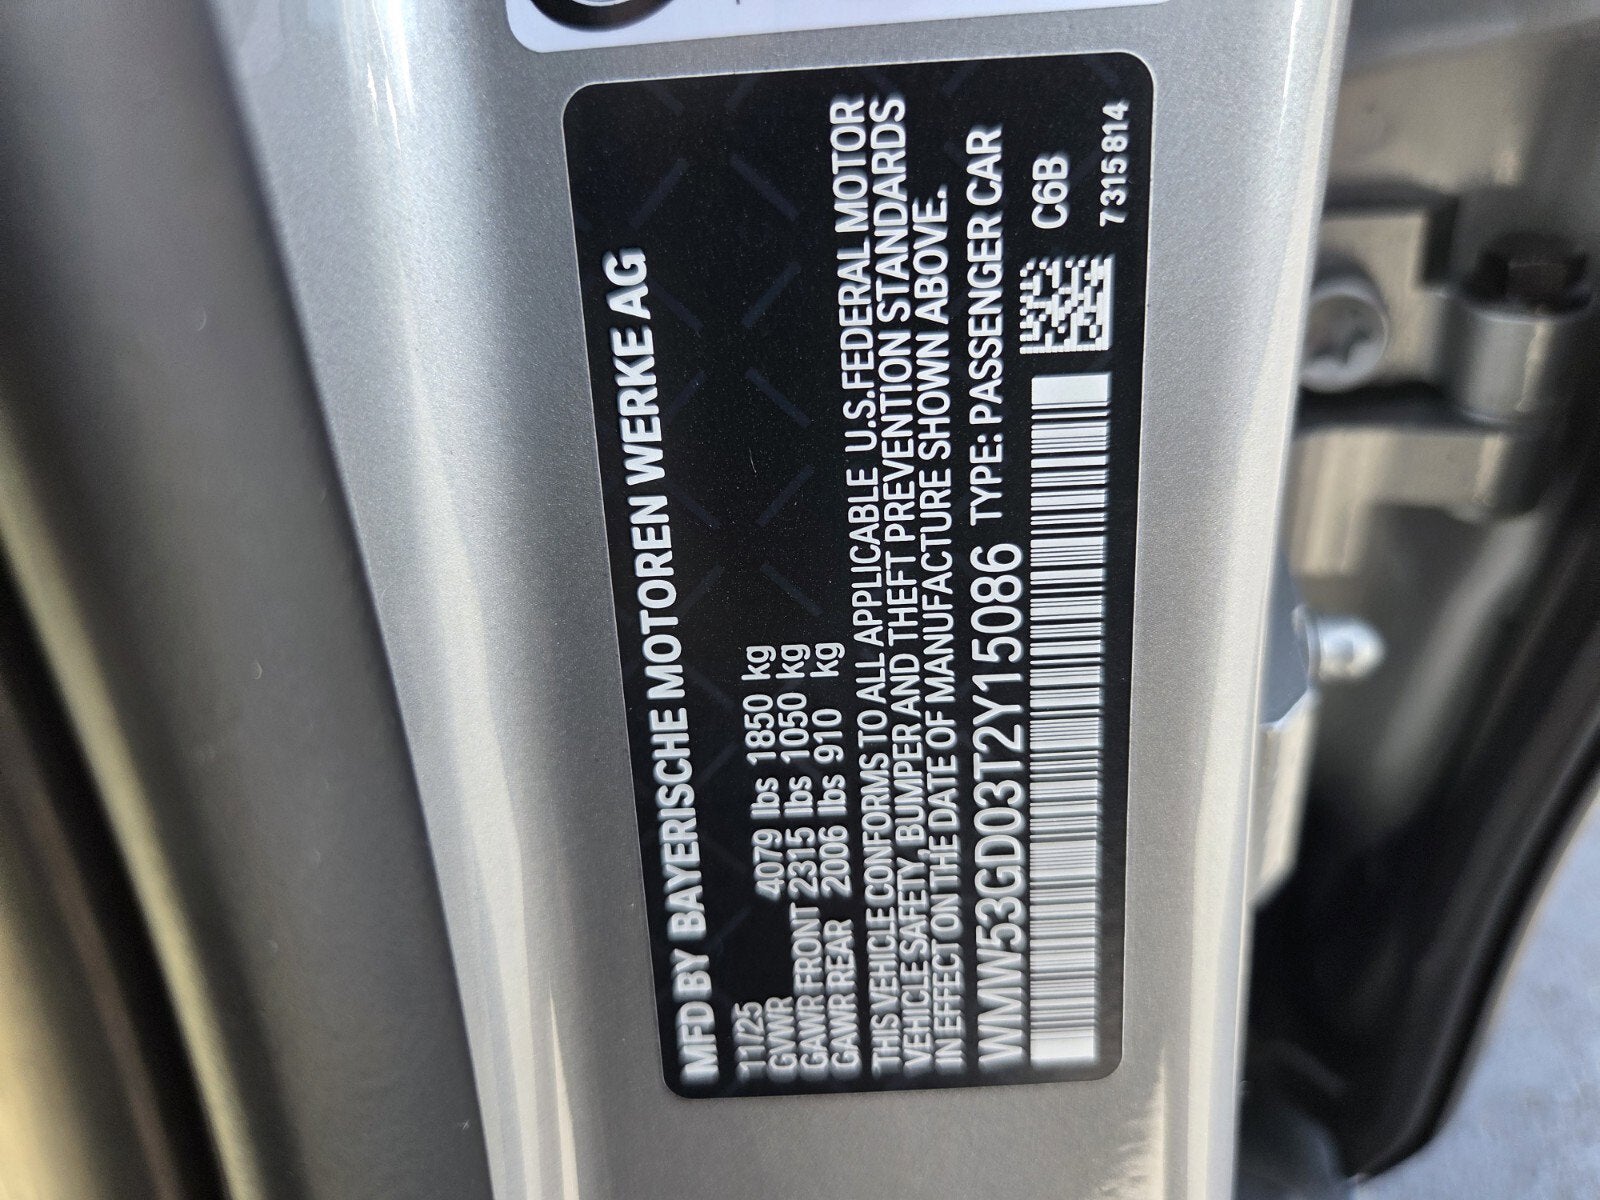 MFD BY BAYERISCHE MOTOREN WERKE AG
11/25
GVWR 4079 lbs 1850 kg
GAWR FRONT 2315 lbs 1050 kg
GAWR REAR 2006 lbs 910 kg
THIS VEHICLE CONFORMS TO ALL APPLICABLE U.S.FEDERAL MOTOR
VEHICLE SAFETY, BUMPER AND THEFT PREVENTION STANDARDS
IN EFFECT ON THE DATE OF MANUFACTURE SHOWN ABOVE.
WMW53GD03T2Y15086 TYPE: PASSENGER CAR
C6B
7315814